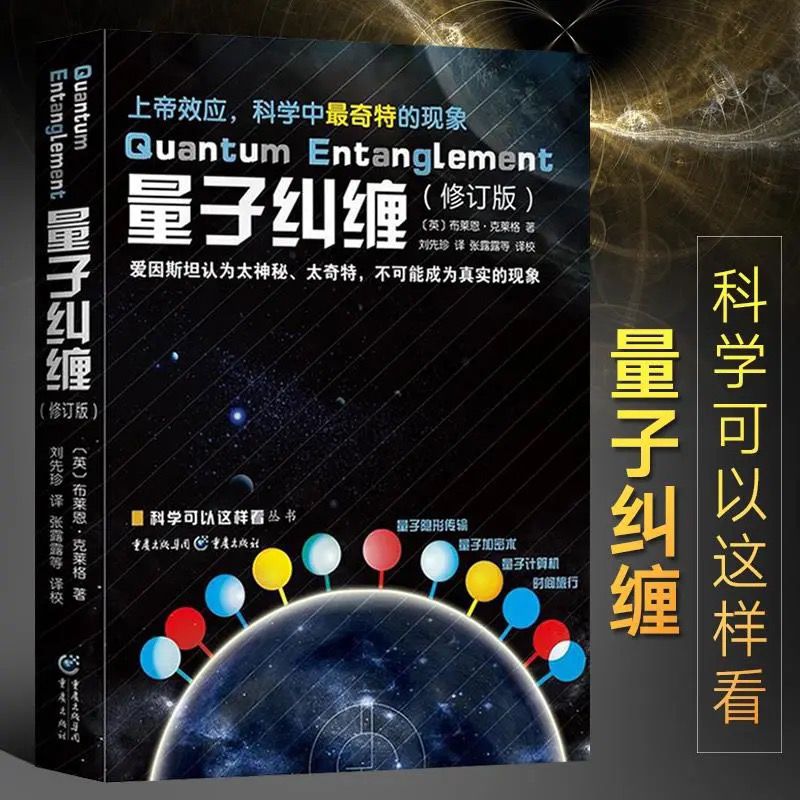 Quantum
Entanglement
量子纠缠
(修订版)
〔英〕布莱恩·克莱格 著
刘先珍 译 张露露等 译校
重庆出版社
上帝效应，科学中最奇特的现象
Quantum Entanglement
量子纠缠(修订版)
〔英〕布莱恩·克莱格 著
刘先珍 译 张露露等 译校
爱因斯坦认为太神秘、太奇特，不可能成为真实的现象
科学可以这样看丛书
重庆出版集团 重庆出版社
量子隐形传输
量子加密术
量子计算机
时间旅行
科学可以这样看
量子纠缠